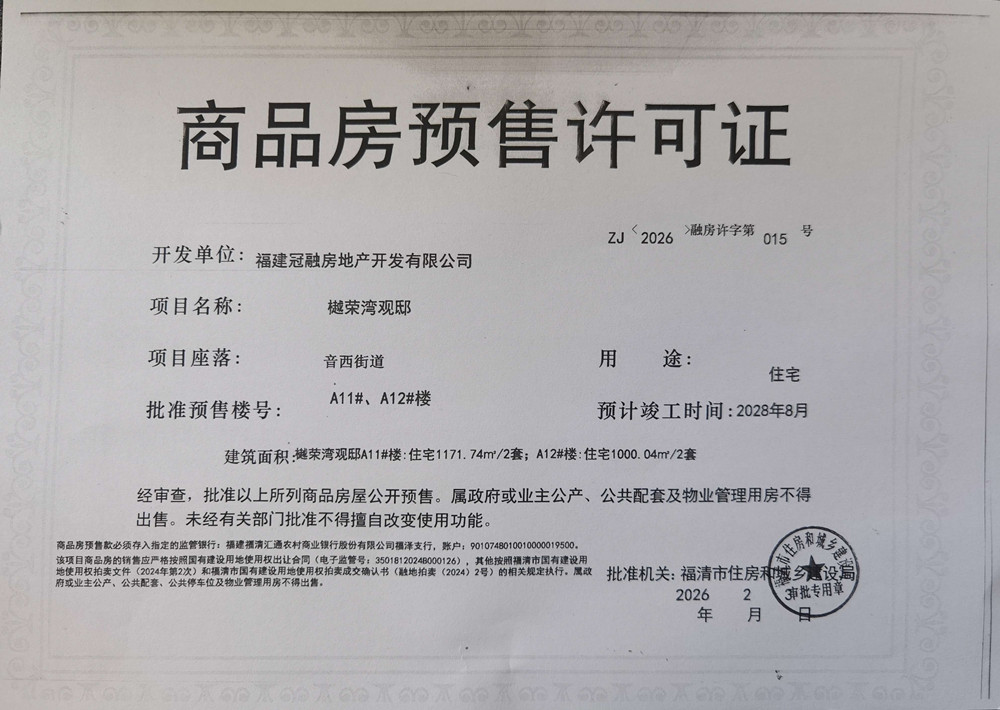 商品房预售许可证
ZJ〈2026〉融房许字第 015 号
开发单位：福建冠融房地产开发有限公司
项目名称：樾荣湾观邸
项目座落：音西街道 用 途：住宅
批准预售楼号：A11#、A12#楼 预计竣工时间：2028年8月
建筑面积：樾荣湾观邸A11#楼:住宅1171.74㎡/2套；A12#楼:住宅1000.04㎡/2套
经审查，批准以上所列商品房屋公开预售。属政府或业主公产、公共配套及物业管理用房不得
出售。未经有关部门批准不得擅自改变使用功能。
商品房预售款必须存入指定的监管银行：福建福清汇通农村商业银行股份有限公司福泽支行，账户：9010748010010000019500。
该项目商品房的销售应严格按照国有建设用地使用权出让合同（电子监管号：3501812024B000126），其他按照福清市国有建设用
地使用权拍卖文件（2024年第2次）、福清市国有建设用地使用权拍卖成交确认书（融地拍卖（2024）2号）的相关规定执行。属政
府或业主公产、公共配套、公共停车位及物业管理用房不得出售。
批准机关：福清市住房和城乡建设局
2026 2 3
年 月 日
福清市住房和城乡建设局
审批专用章